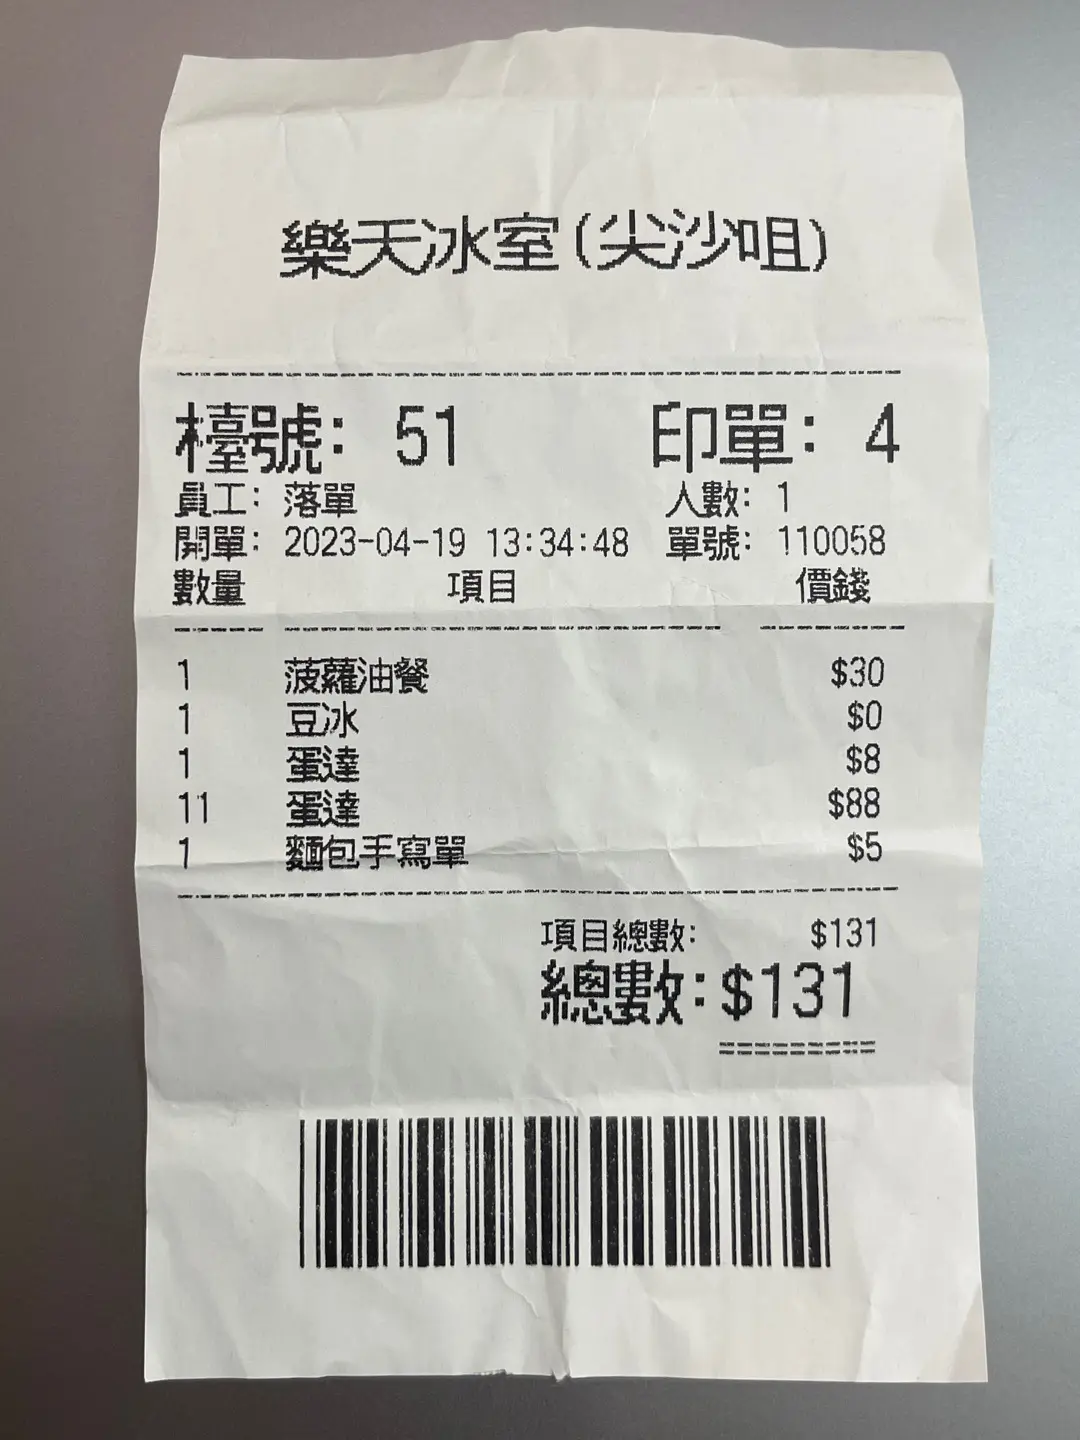 樂天冰室(尖沙咀)
檯號: 51 印單: 4
員工: 落單 人數: 1
開單: 2023-04-19 13:34:48 單號: 110058
數量 項目 價錢
1 菠蘿油餐 $30
1 豆冰 $0
1 蛋達 $8
11 蛋達 $88
1 麵包手寫單 $5
項目總數: $131
總數:$131